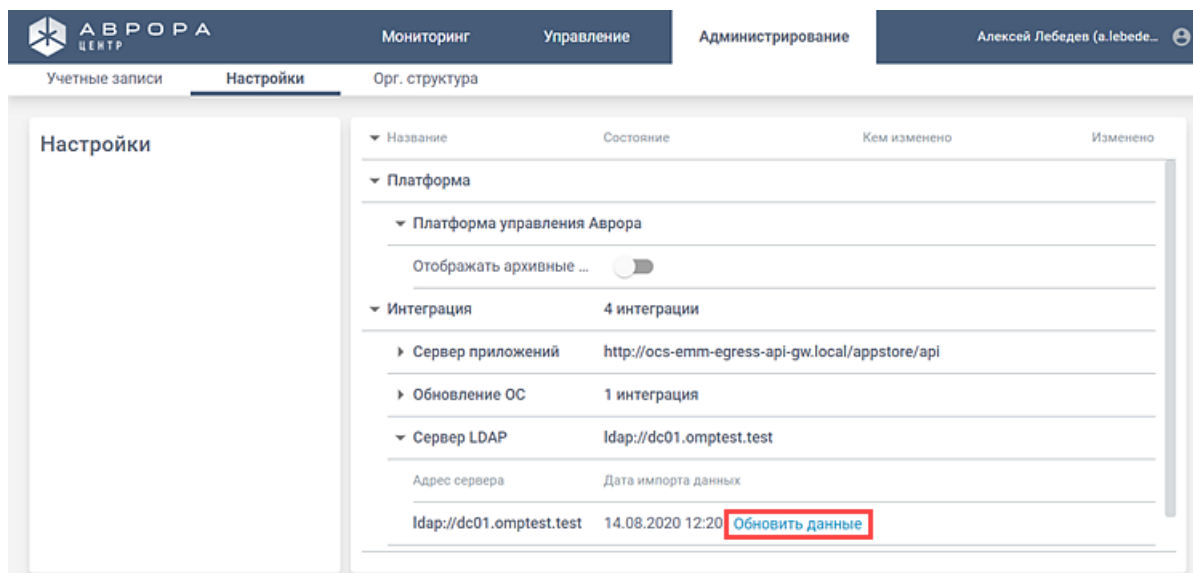 АВРОРА
ЦЕНТР
Мониторинг Управление Администрирование Алексей Лебедев (a.lebede...
Учетные записи Настройки Орг. структура
Настройки
Название Состояние Кем изменено Изменено
Платформа
Платформа управления Аврора
Отображать архивные ...
Интеграция 4 интеграции
Сервер приложений http://ocs-emm-egress-api-gw.local/appstore/api
Обновление ОС 1 интеграция
Сервер LDAP ldap://dc01.omptest.test
Адрес сервера Дата импорта данных
ldap://dc01.omptest.test 14.08.2020 12:20 Обновить данные